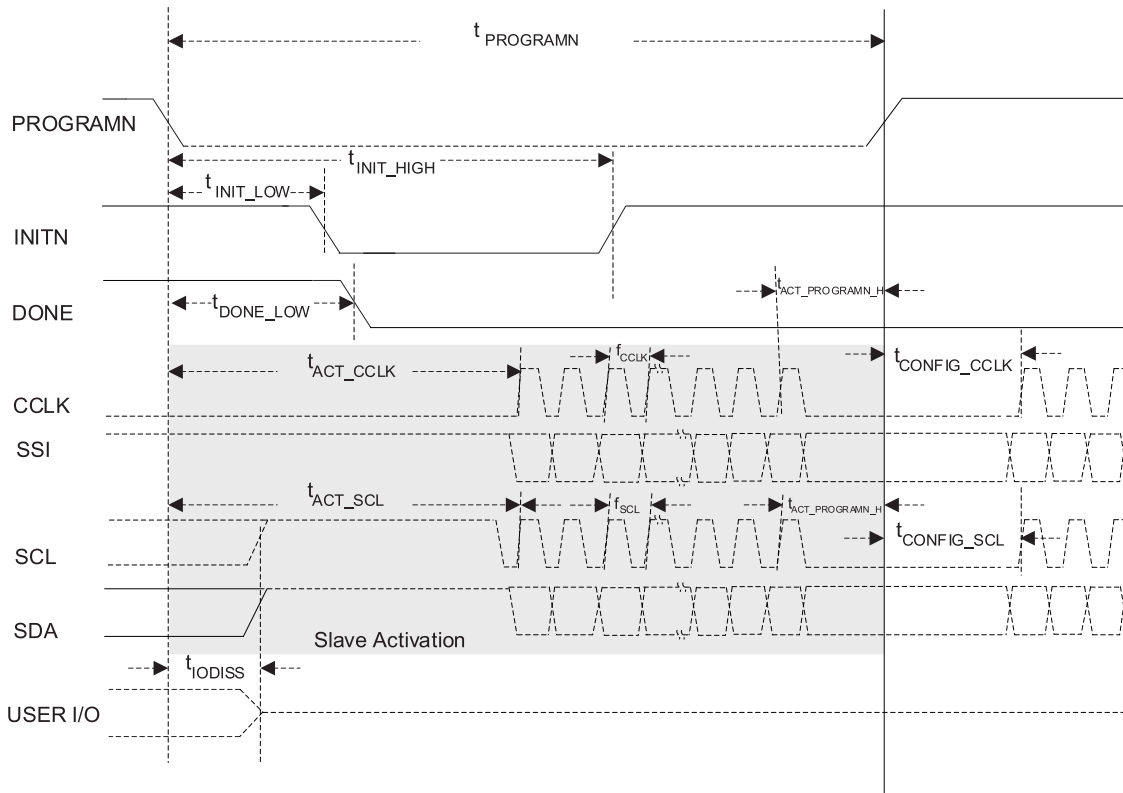 t PROGRAMN
PROGRAMN
t INIT_HIGH
t INIT_LOW
INITN
t ACT_PROGRAMN_H
DONE
t DONE_LOW
f CCLK
t ACT_CCLK
t CONFIG_CCLK
CCLK
SSI
t ACT_SCL
f SCL
t ACT_PROGRAMN_H
t CONFIG_SCL
SCL
SDA
Slave Activation
t IODISS
USER I/O